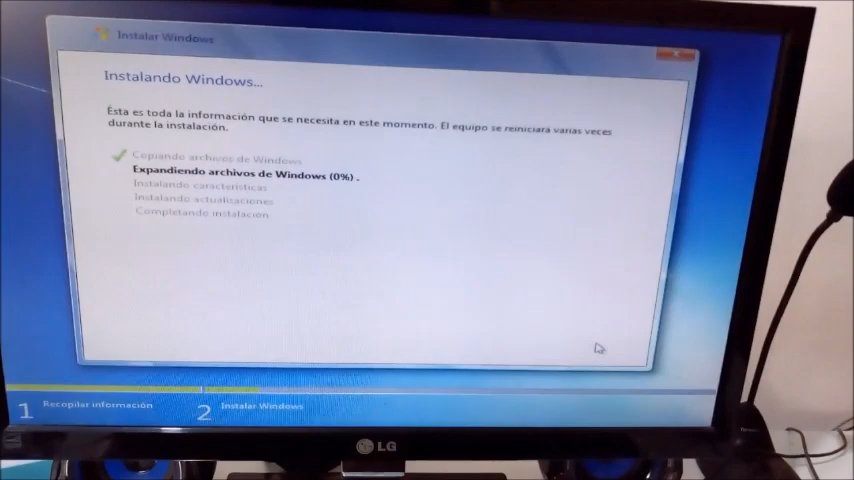 Instalar Windows
Instalando Windows...
Ésta es toda la información que se necesita en este momento. El equipo se reiniciará varias veces
durante la instalación.
Copiando archivos de Windows
Expandiendo archivos de Windows (0%) .
Instalando características
Instalando actualizaciones
Completando instalación
1 Recopilar información
2 Instalar Windows
LG